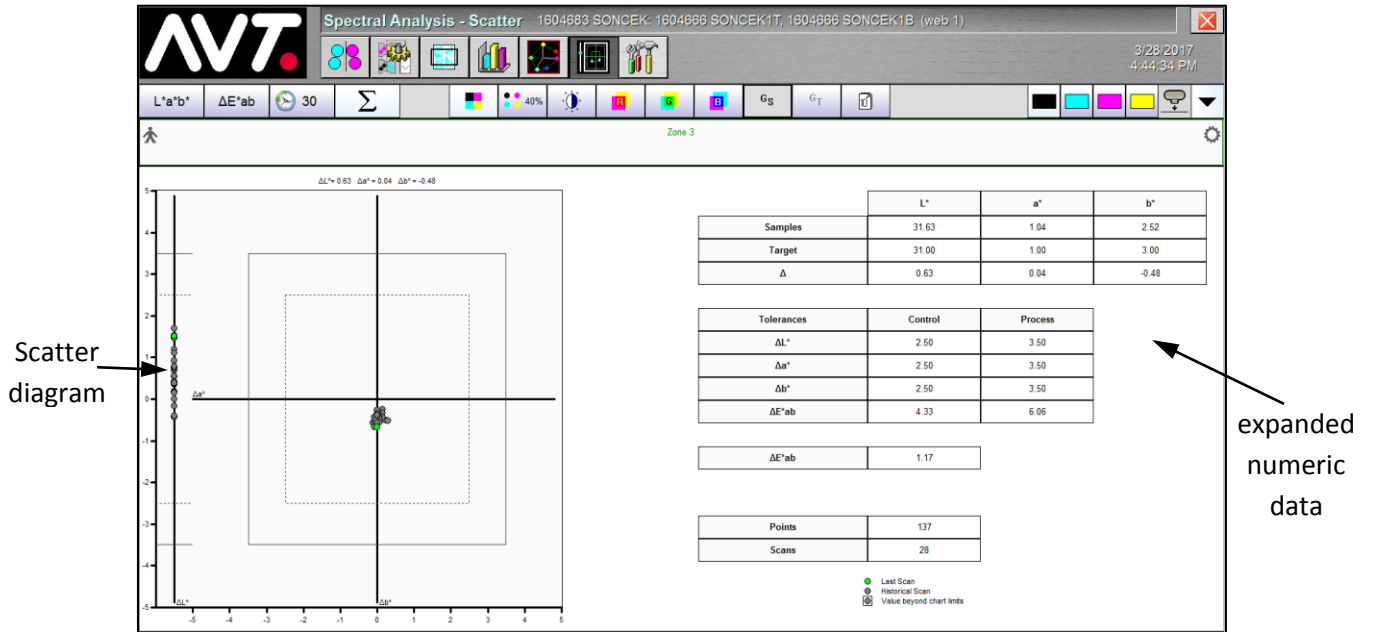 AVT
Spectral Analysis - Scatter 1604683 SONCEK: 1604666 SONCEK1T, 1604666 SONCEK1B (web 1)
3/28/2017
4:44:34 PM
L*a*b* ΔE*ab 30 Σ 40% R G B GS GT
Zone 3
ΔL*= 0.63 Δa* = 0.04 Δb* = -0.48
5
4
3
2
1
0
-1
-2
-3
-4
-5
Δa*
ΔL* Δb*
-5 -4 -3 -2 -1 0 1 2 3 4 5
L* a* b*
Samples 31.63 1.04 2.52
Target 31.00 1.00 3.00
Δ 0.63 0.04 -0.48
Tolerances Control Process
ΔL* 2.50 3.50
Δa* 2.50 3.50
Δb* 2.50 3.50
ΔE*ab 4.33 6.06
ΔE*ab 1.17
Points 137
Scans 28
Last Scan
Historical Scan
Value beyond chart limits
Scatter
diagram
expanded
numeric
data